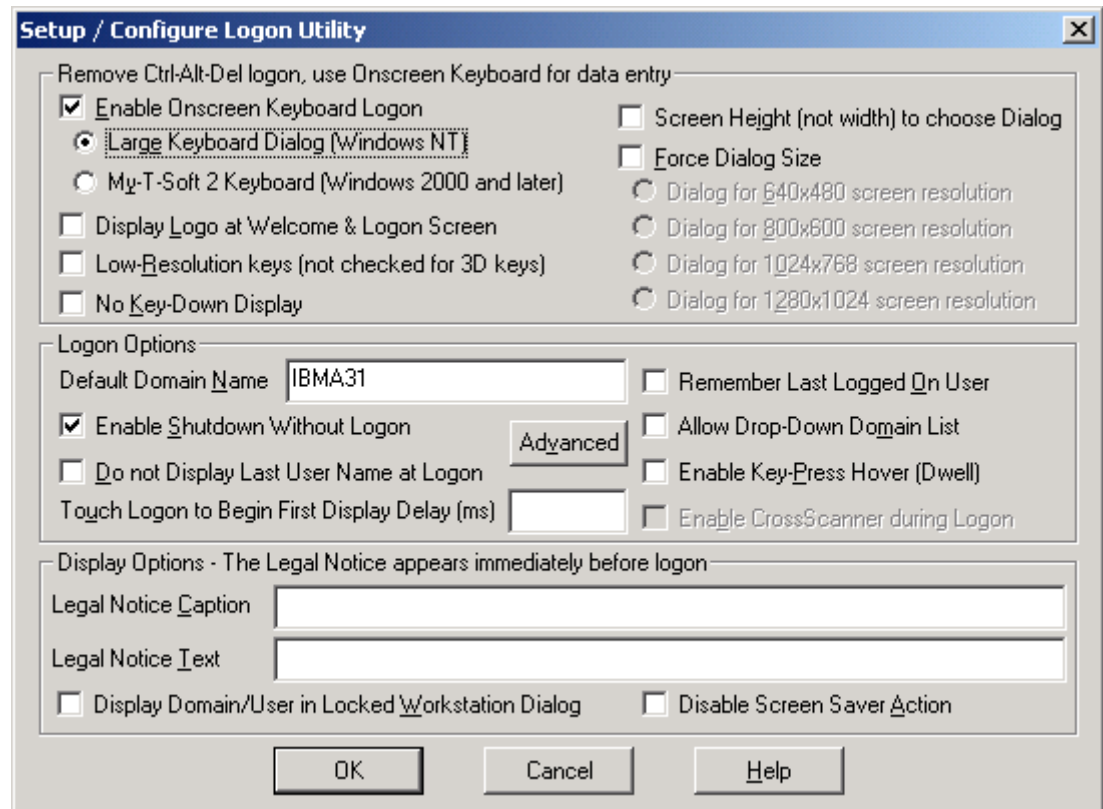 Setup / Configure Logon Utility
Remove Ctrl-Alt-Del logon, use Onscreen Keyboard for data entry
Enable Onscreen Keyboard Logon
Large Keyboard Dialog (Windows NT)
My-T-Soft 2 Keyboard (Windows 2000 and later)
Display Logo at Welcome & Logon Screen
Low-Resolution keys (not checked for 3D keys)
No Key-Down Display
Screen Height (not width) to choose Dialog
Force Dialog Size
Dialog for 640x480 screen resolution
Dialog for 800x600 screen resolution
Dialog for 1024x768 screen resolution
Dialog for 1280x1024 screen resolution
Logon Options
Default Domain Name IBMA31
Enable Shutdown Without Logon
Advanced
Do not Display Last User Name at Logon
Touch Logon to Begin First Display Delay (ms)
Remember Last Logged On User
Allow Drop-Down Domain List
Enable Key-Press Hover (Dwell)
Enable CrossScanner during Logon
Display Options - The Legal Notice appears immediately before logon
Legal Notice Caption
Legal Notice Text
Display Domain/User in Locked Workstation Dialog
Disable Screen Saver Action
OK Cancel Help